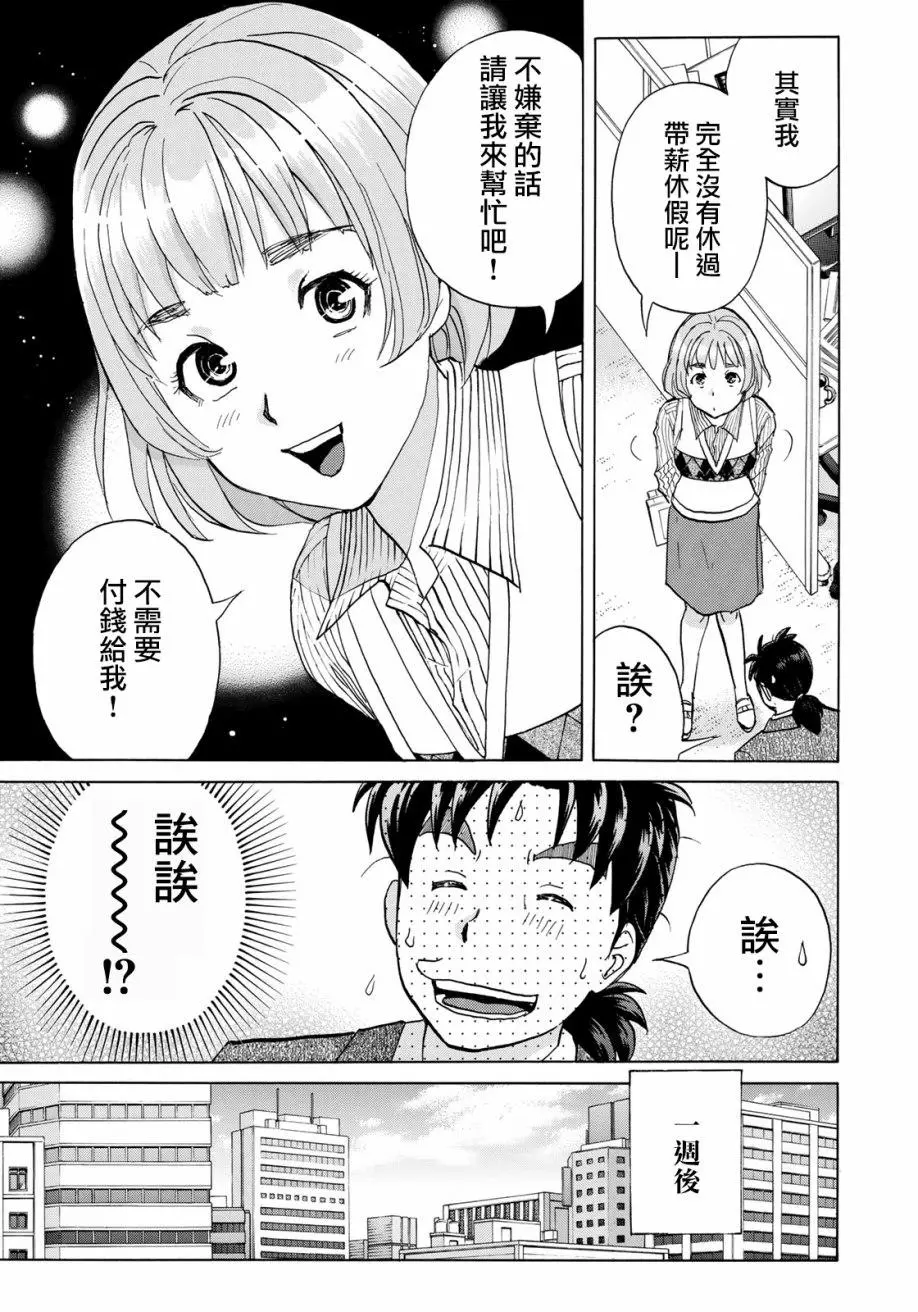 其實我
完全沒有休過
帶薪休假呢ー
誒？
不嫌棄的話
請讓我來幫忙吧！
不需要
付錢給我！
誒…
誒誒
〜〜〜〜!?
一週後